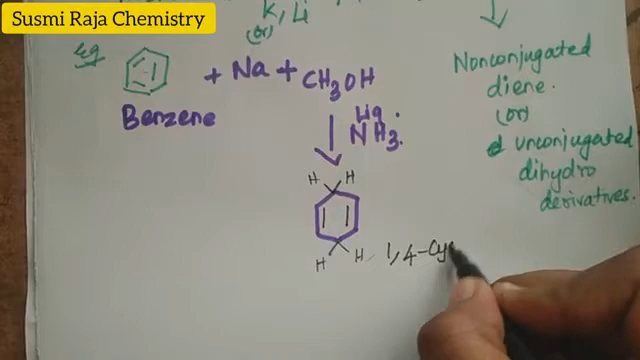 Susmi Raja Chemistry
K, Li
(or)
Eg
+ Na + CH3OH
Benzene
Liq.
NH3.
H H
H H
1,4-Cyc
Nonconjugated
diene.
(or)
unconjugated
dihydro
derivatives.